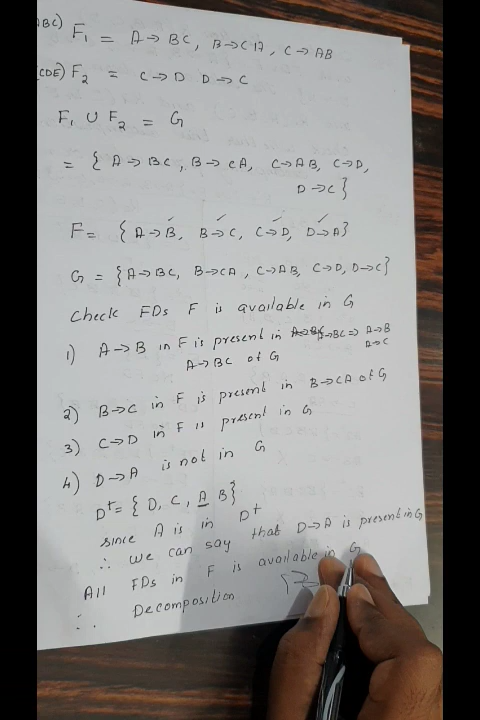 ABC) F1 = A→BC, B→CA, C→AB
(CDE) F2 = C→D D→C
F1 ∪ F2 = G
= { A→BC, B→CA, C→AB, C→D,
D→C}
F = {A→B, B→C, C→D, D→A}
G = {A→BC, B→CA, C→AB, C→D, D→C}
Check FDs F is available in G
1) A→B in F is present in A→BC ⇒ A→B
A→C
A→BC of G
2) B→C in F is present in B→CA of G
3) C→D in F is present in G
4) D→A is not in G
D+ = {D, C, A B}
since A is in D+
∴ we can say that D→A is present in G
All FDs in F is available in G
∴ Decomposition